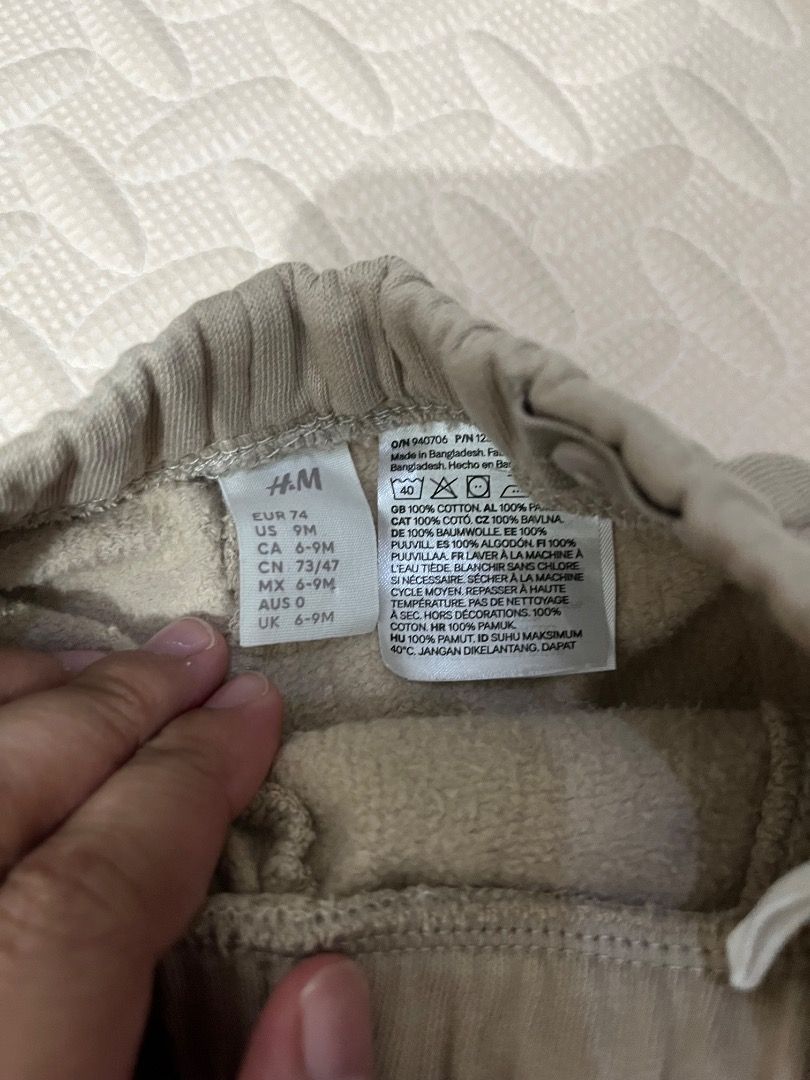 H&M
EUR 74
US 9M
CA 6-9M
CN 73/47
MX 6-9M
AUS 0
UK 6-9M
O/N 940706 P/N 12
Made in Bangladesh.
Bangladesh. Hecho en
40
GB 100% COTTON. AL 100%
CAT 100% COTÓ. CZ 100% BAVLNA.
DE 100% BAUMWOLLE. EE 100%
PUUVILL. ES 100% ALGODÓN. FI 100%
PUUVILLAA. FR LAVER À LA MACHINE À
L'EAU TIÈDE. BLANCHIR SANS CHLORE
SI NÉCESSAIRE. SÉCHER À LA MACHINE
CYCLE MOYEN. REPASSER À HAUTE
TEMPÉRATURE. PAS DE NETTOYAGE
À SEC. HORS DÉCORATIONS. 100%
COTON. HR 100% PAMUK.
HU 100% PAMUT. ID SUHU MAKSIMUM
40°C. JANGAN DIKELANTANG. DAPAT